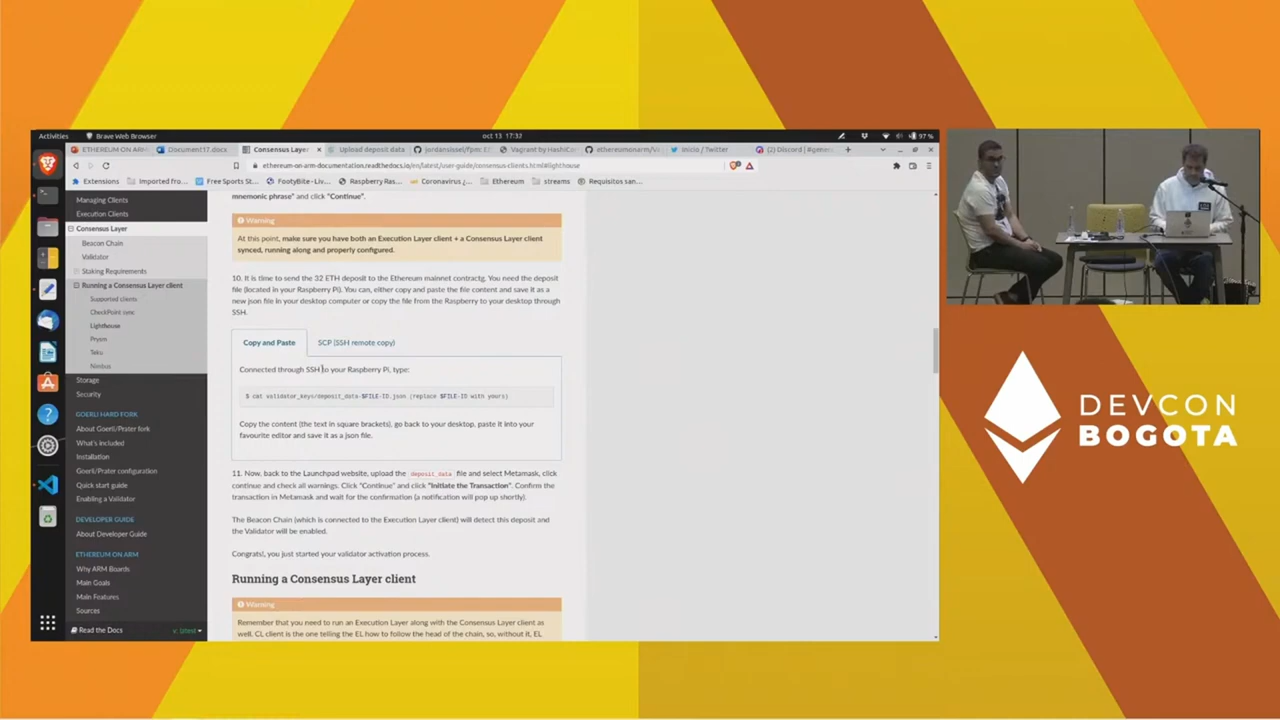 Activities
Brave Web Browser
oct 13 17:32
97 %
ETHEREUM ON ARM
Document17.docx
Consensus Layer
Upload deposit data
jordansissel/fpm:
Vagrant by HashiC
ethereumonarm/
Inicio / Twitter
(2) Discord | #gener
ethereum-on-arm-documentation.readthedocs.io/en/latest/user-guide/consensus-clients.html#lighthouse
Extensions
Imported fro...
Free Sports St...
FootyBite - Liv...
Raspberry Ras...
Coronavirus ¿...
Ethereum
streams
Requisitos san...
Managing Clients
Execution Clients
Consensus Layer
Beacon Chain
Validator
Staking Requirements
Running a Consensus Layer client
Supported clients
CheckPoint sync
Lighthouse
Prysm
Teku
Nimbus
Storage
Security
GOERLI HARD FORK
About Goerli/Prater fork
What's included
Installation
Goerli/Prater configuration
Quick start guide
Enabling a Validator
DEVELOPER GUIDE
About Developer Guide
ETHEREUM ON ARM
Why ARM Boards
Main Goals
Main Features
Sources
Read the Docs
v: latest
mnemonic phrase" and click "Continue".
Warning
At this point, make sure you have both an Execution Layer client + a Consensus Layer client
synced, running along and properly configured.
10. It is time to send the 32 ETH deposit to the Ethereum mainnet contractg. You need the deposit
file (located in your Raspberry Pi). You can, either copy and paste the file content and save it as a
new json file in your desktop computer or copy the file from the Raspberry to your desktop through
SSH.
Copy and Paste
SCP (SSH remote copy)
Connected through SSH to your Raspberry Pi, type:
$ cat validator_keys/deposit_data-$FILE-ID.json (replace $FILE-ID with yours)
Copy the content (the text in square brackets), go back to your desktop, paste it into your
favourite editor and save it as a json file.
11. Now, back to the Launchpad website, upload the deposit_data file and select Metamask, click
continue and check all warnings. Click "Continue" and click "Initiate the Transaction". Confirm the
transaction in Metamask and wait for the confirmation (a notification will pop up shortly).
The Beacon Chain (which is connected to the Execution Layer client) will detect this deposit and
the Validator will be enabled.
Congrats!, you just started your validator activation process.
Running a Consensus Layer client
Warning
Remember that you need to run an Execution Layer along with the Consensus Layer client as
well. CL client is the one telling the EL how to follow the head of the chain, so, without it, EL
DEVCON
BOGOTA